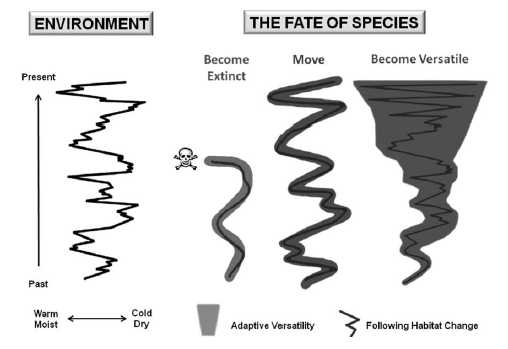 ENVIRONMENT
THE FATE OF SPECIES
Become
Extinct
Move
Become Versatile
Present
Past
Warm
Moist
Cold
Dry
Adaptive Versatility
Following Habitat Change